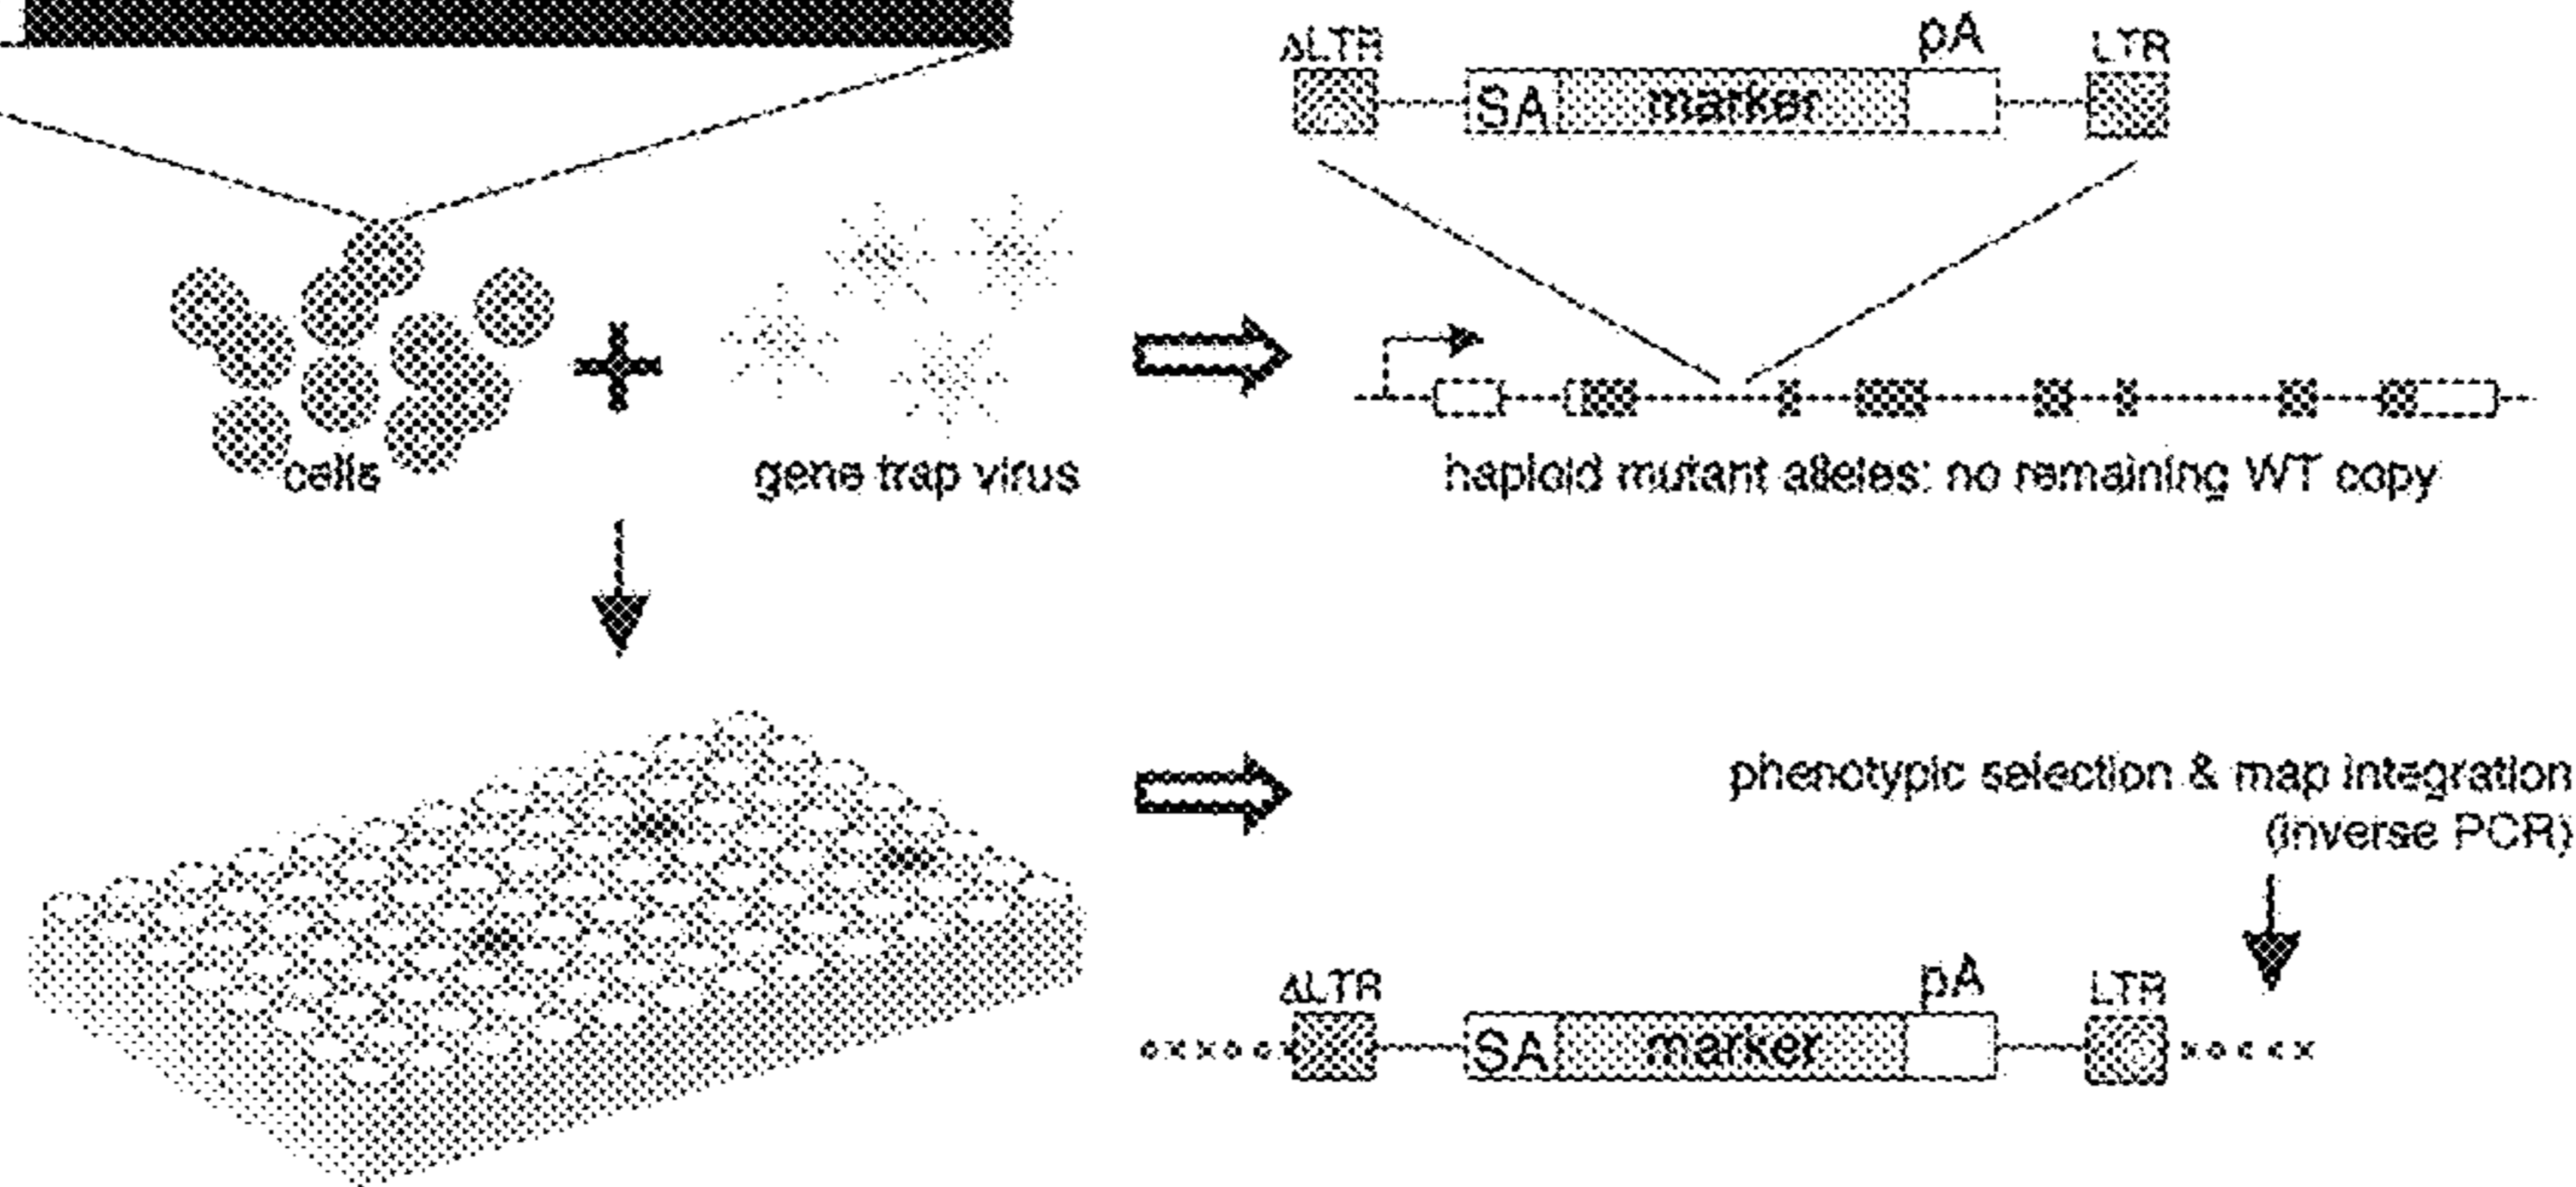 ΔLTR pA LTR
SA marker
cells
gene trap virus
haploid mutant alleles: no remaining WT copy
phenotypic selection & map integration
(inverse PCR)
ΔLTR pA LTR
SA marker